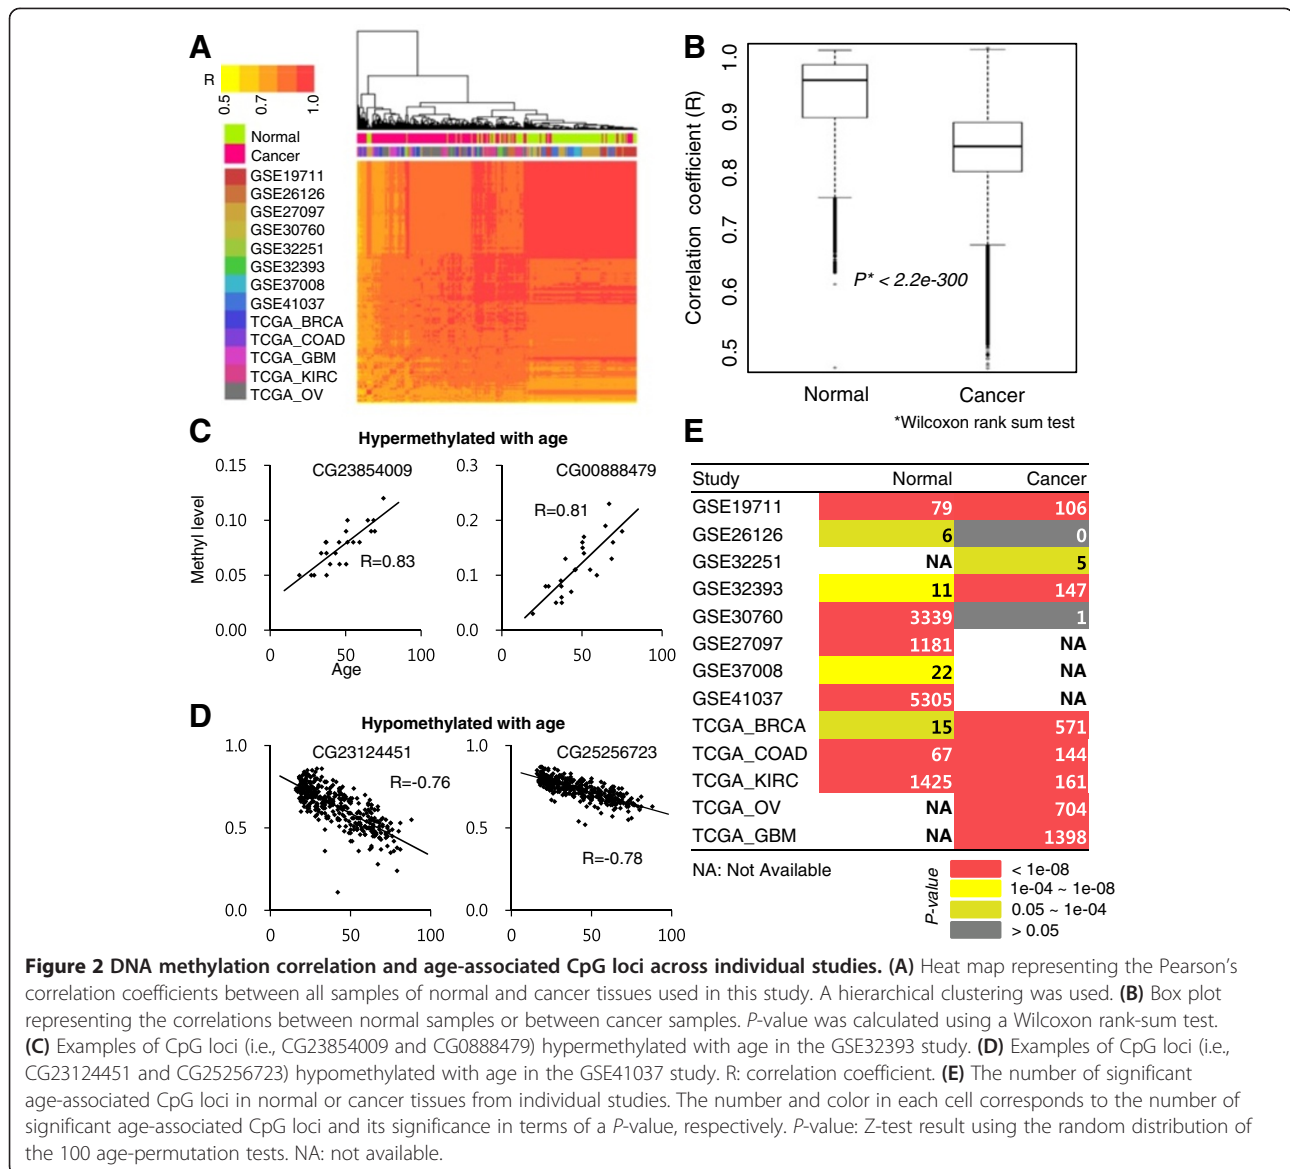 A
R
0.5
0.7
1.0
Normal
Cancer
GSE19711
GSE26126
GSE27097
GSE30760
GSE32251
GSE32393
GSE37008
GSE41037
TCGA_BRCA
TCGA_COAD
TCGA_GBM
TCGA_KIRC
TCGA_OV
B
Correlation coefficient (R)
1.0
0.9
0.8
0.7
0.6
0.5
P* < 2.2e-300
Normal
Cancer
*Wilcoxon rank sum test
C
Hypermethylated with age
Methyl level
0.15
0.10
0.05
0.00
CG23854009
R=0.83
0
50
100
Age
0.3
0.2
0.1
0.0
CG00888479
R=0.81
0
50
100
D
Hypomethylated with age
1.0
0.5
0.0
CG23124451
R=-0.76
0
50
100
1.0
0.5
0.0
CG25256723
R=-0.78
0
50
100
E
Study Normal Cancer
GSE19711 79 106
GSE26126 6 0
GSE32251 NA 5
GSE32393 11 147
GSE30760 3339 1
GSE27097 1181 NA
GSE37008 22 NA
GSE41037 5305 NA
TCGA_BRCA 15 571
TCGA_COAD 67 144
TCGA_KIRC 1425 161
TCGA_OV NA 704
TCGA_GBM NA 1398
NA: Not Available
P-value
< 1e-08
1e-04 ~ 1e-08
0.05 ~ 1e-04
> 0.05
Figure 2 DNA methylation correlation and age-associated CpG loci across individual studies. (A) Heat map representing the Pearson's
correlation coefficients between all samples of normal and cancer tissues used in this study. A hierarchical clustering was used. (B) Box plot
representing the correlations between normal samples or between cancer samples. P-value was calculated using a Wilcoxon rank-sum test.
(C) Examples of CpG loci (i.e., CG23854009 and CG0888479) hypermethylated with age in the GSE32393 study. (D) Examples of CpG loci (i.e.,
CG23124451 and CG25256723) hypomethylated with age in the GSE41037 study. R: correlation coefficient. (E) The number of significant
age-associated CpG loci in normal or cancer tissues from individual studies. The number and color in each cell corresponds to the number of
significant age-associated CpG loci and its significance in terms of a P-value, respectively. P-value: Z-test result using the random distribution of
the 100 age-permutation tests. NA: not available.